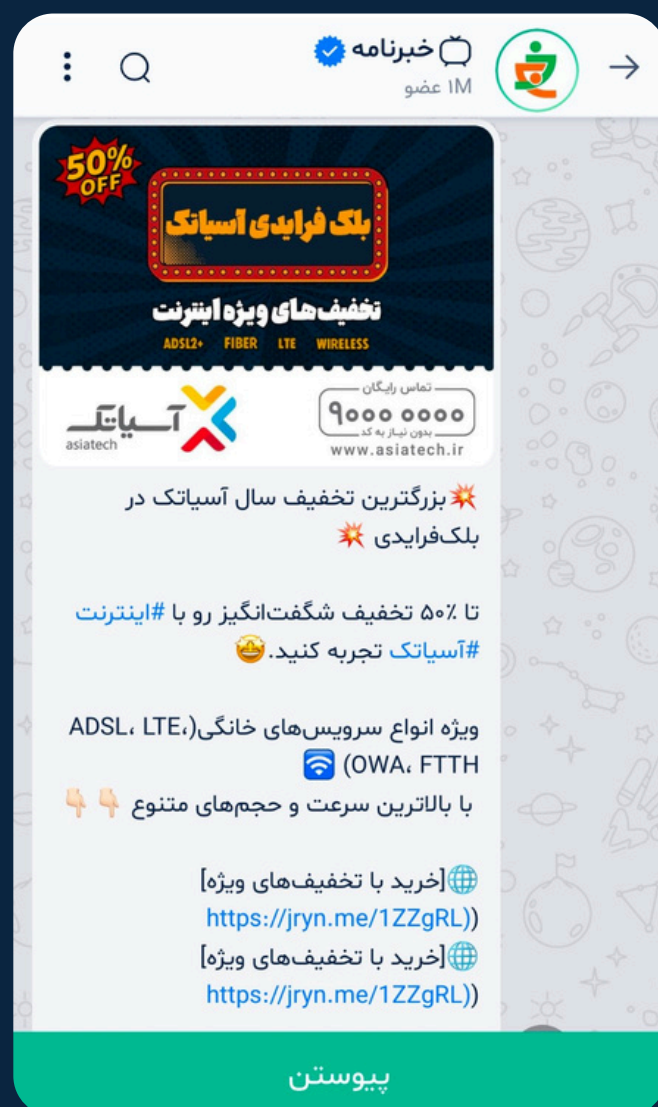 خبرنامه
۱M عضو
50%
OFF
بلک فرایدی آسیاتک
تخفیف‌های ویژه اینترنت
ADSL2+ FIBER LTE WIRELESS
آسیاتک
asiatech
تماس رایگان
۹۰۰۰ ۰۰۰۰
بدون نیاز به کد
www.asiatech.ir
💥بزرگترین تخفیف سال آسیاتک در
بلک‌فرایدی 💥
تا ۵۰٪ تخفیف شگفت‌انگیز رو با #اینترنت
#آسیاتک تجربه کنید.🤩
ویژه انواع سرویس‌های خانگی(ADSL، LTE،
OWA، FTTH) 🛜
با بالاترین سرعت و حجم‌های متنوع 👇🏻 👇🏻
🌐[خرید با تخفیف‌های ویژه]
(https://jryn.me/1ZZgRL))
🌐[خرید با تخفیف‌های ویژه]
(https://jryn.me/1ZZgRL))
پیوستن